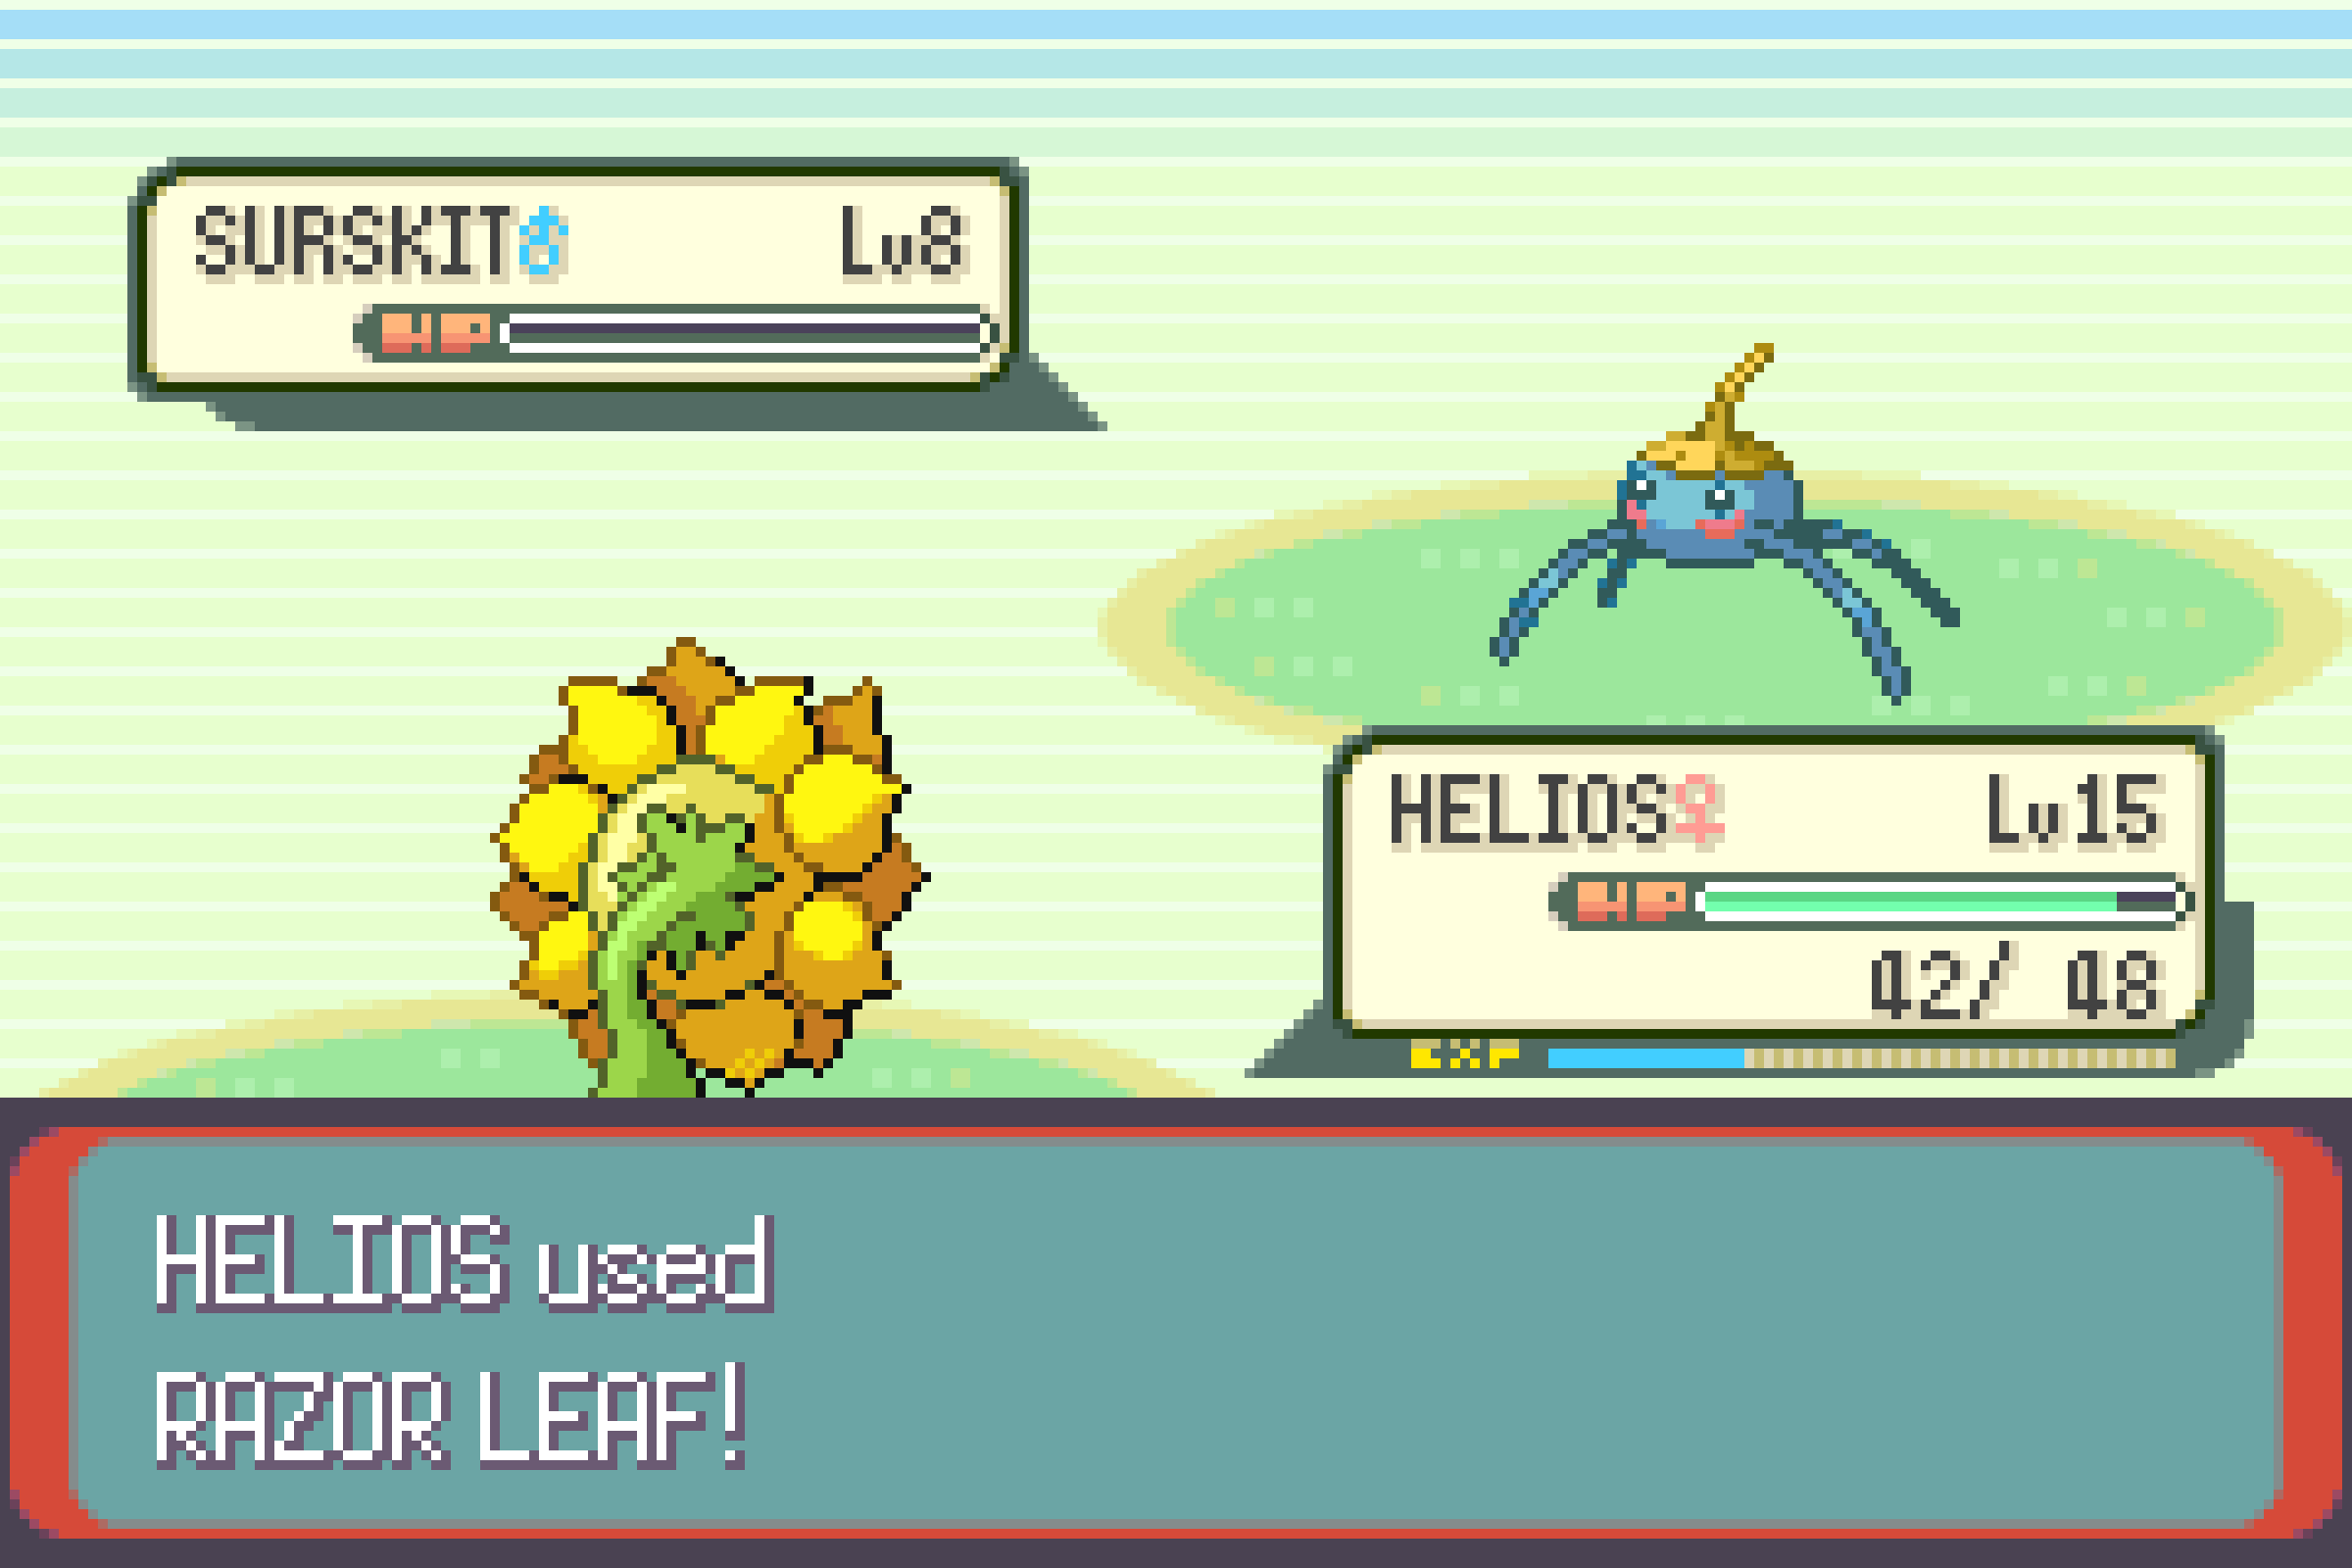 SURSKIT♂ Lv8
HP
HELIOS♀ Lv15
HP
42/ 48
EXP
HELIOS used
RAZOR LEAF!